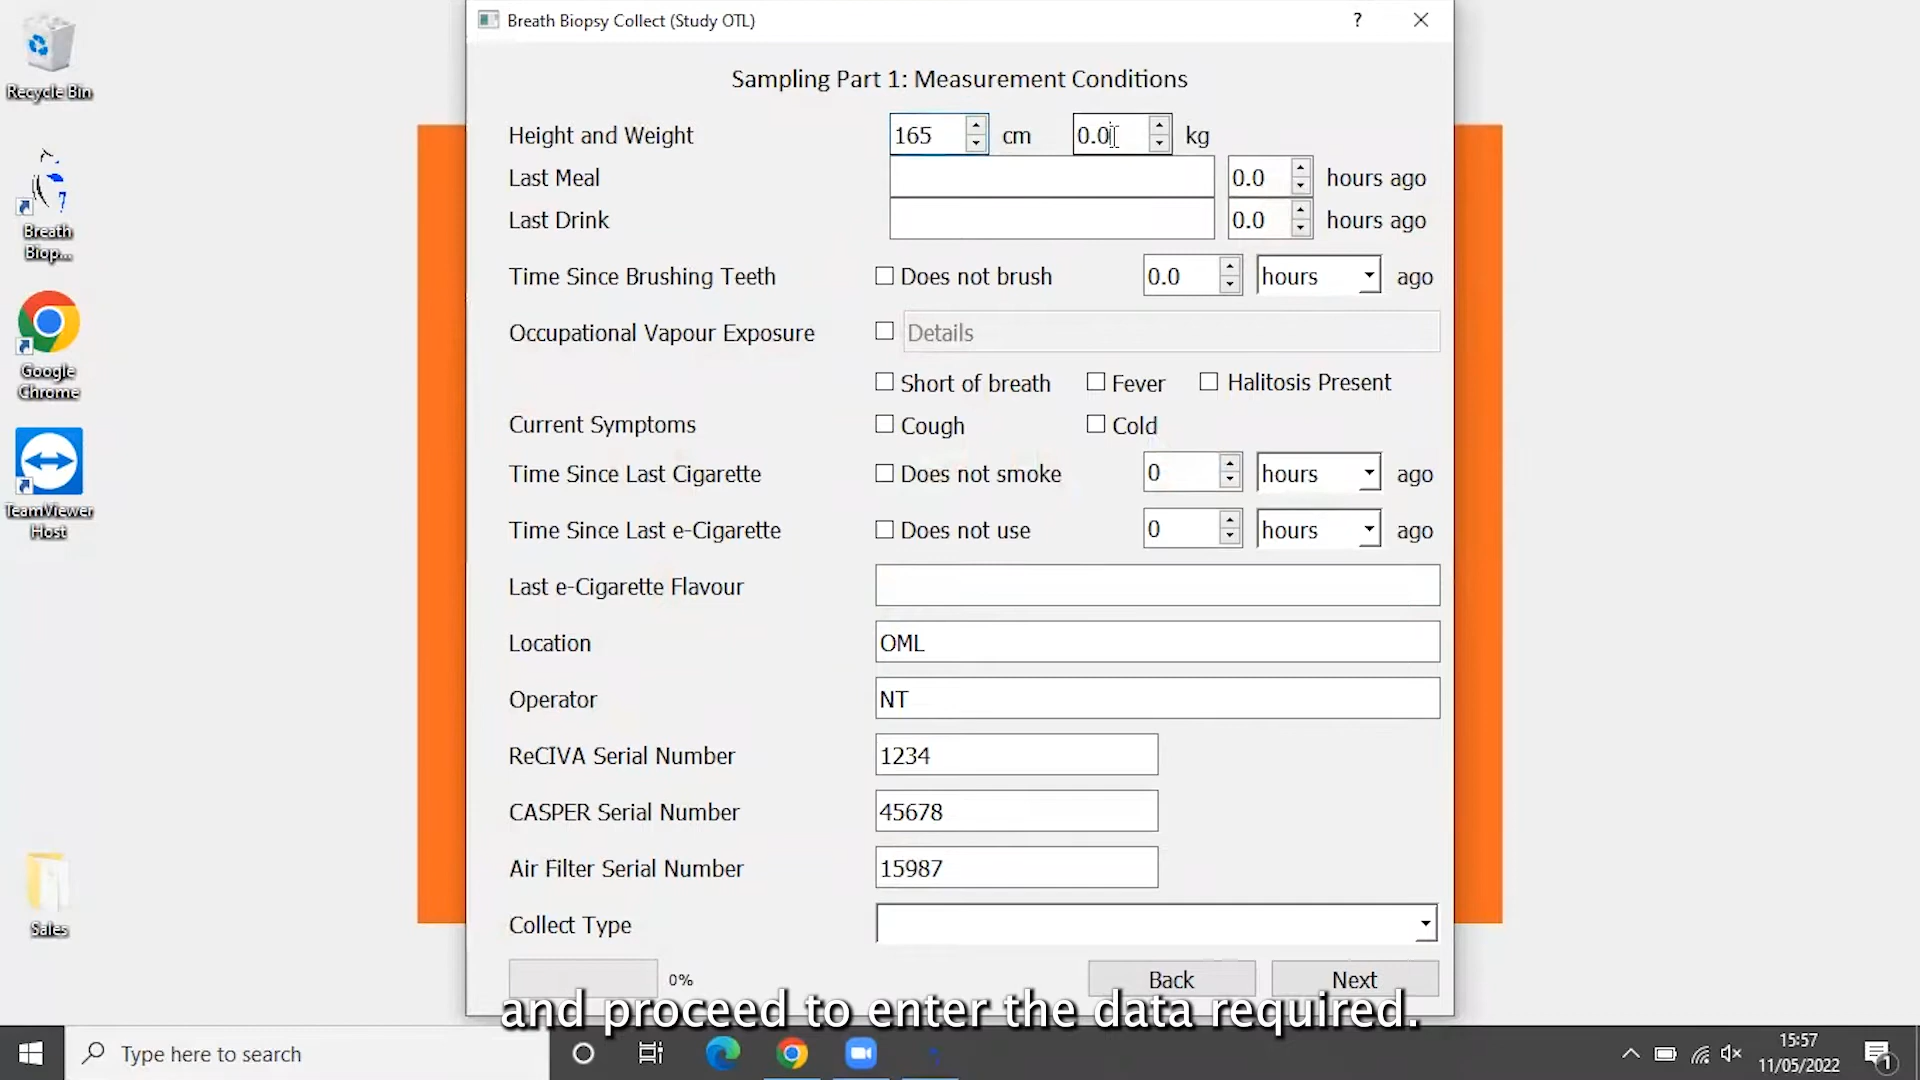 Breath Biopsy Collect (Study OTL)
?
Sampling Part 1: Measurement Conditions
Height and Weight 165 cm 0.0 kg
Last Meal 0.0 hours ago
Last Drink 0.0 hours ago
Time Since Brushing Teeth Does not brush 0.0 hours ago
Occupational Vapour Exposure Details
Short of breath Fever Halitosis Present
Current Symptoms Cough Cold
Time Since Last Cigarette Does not smoke 0 hours ago
Time Since Last e-Cigarette Does not use 0 hours ago
Last e-Cigarette Flavour
Location OML
Operator NT
ReCIVA Serial Number 1234
CASPER Serial Number 45678
Air Filter Serial Number 15987
Collect Type
0% Back Next
and proceed to enter the data required.
Recycle Bin
Breath
Biop...
Google
Chrome
TeamViewer
Host
Sales
Type here to search
15:57
11/05/2022
1